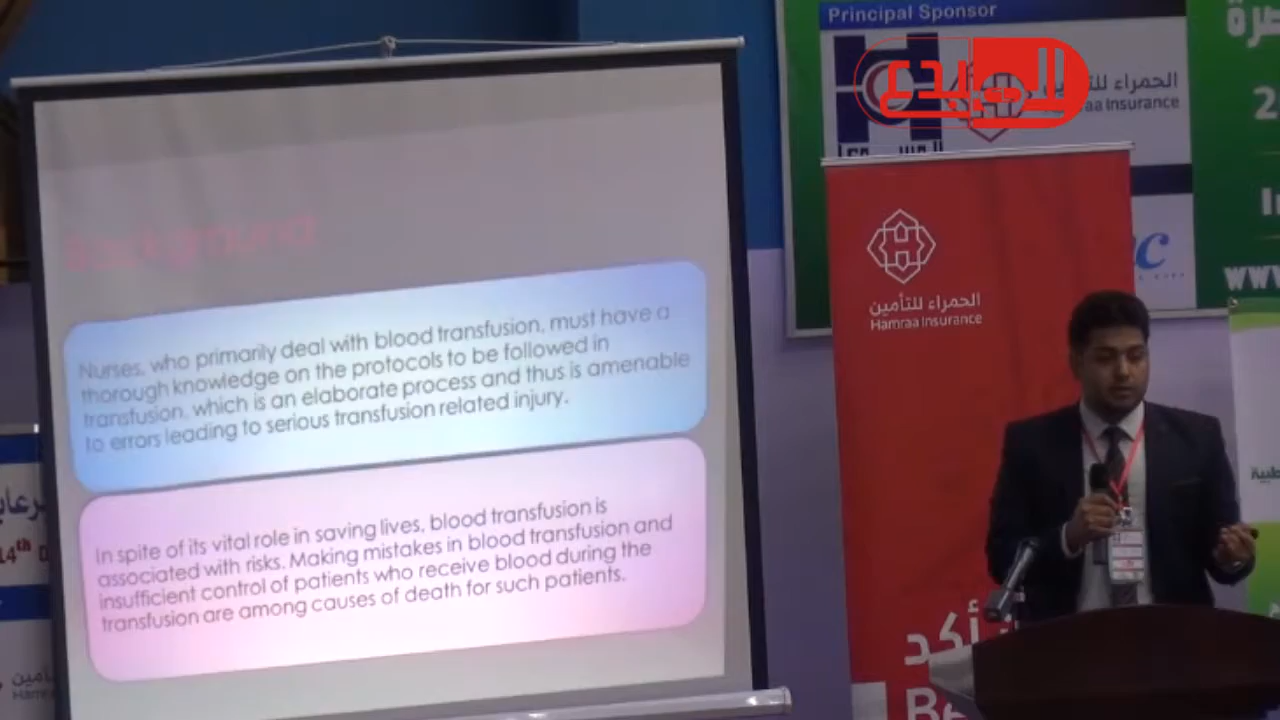 Background
Nurses, who primarily deal with blood transfusion, must have a
thorough knowledge on the protocols to be followed in
transfusion, which is an elaborate process and thus is amenable
to errors leading to serious transfusion related injury.
In spite of its vital role in saving lives, blood transfusion is
associated with risks. Making mistakes in blood transfusion and
insufficient control of patients who receive blood during the
transfusion are among causes of death for such patients.
Principal Sponsor
الحمراء للتأمين
Hamraa Insurance
الحمراء للتأمين
Hamraa Insurance
14th